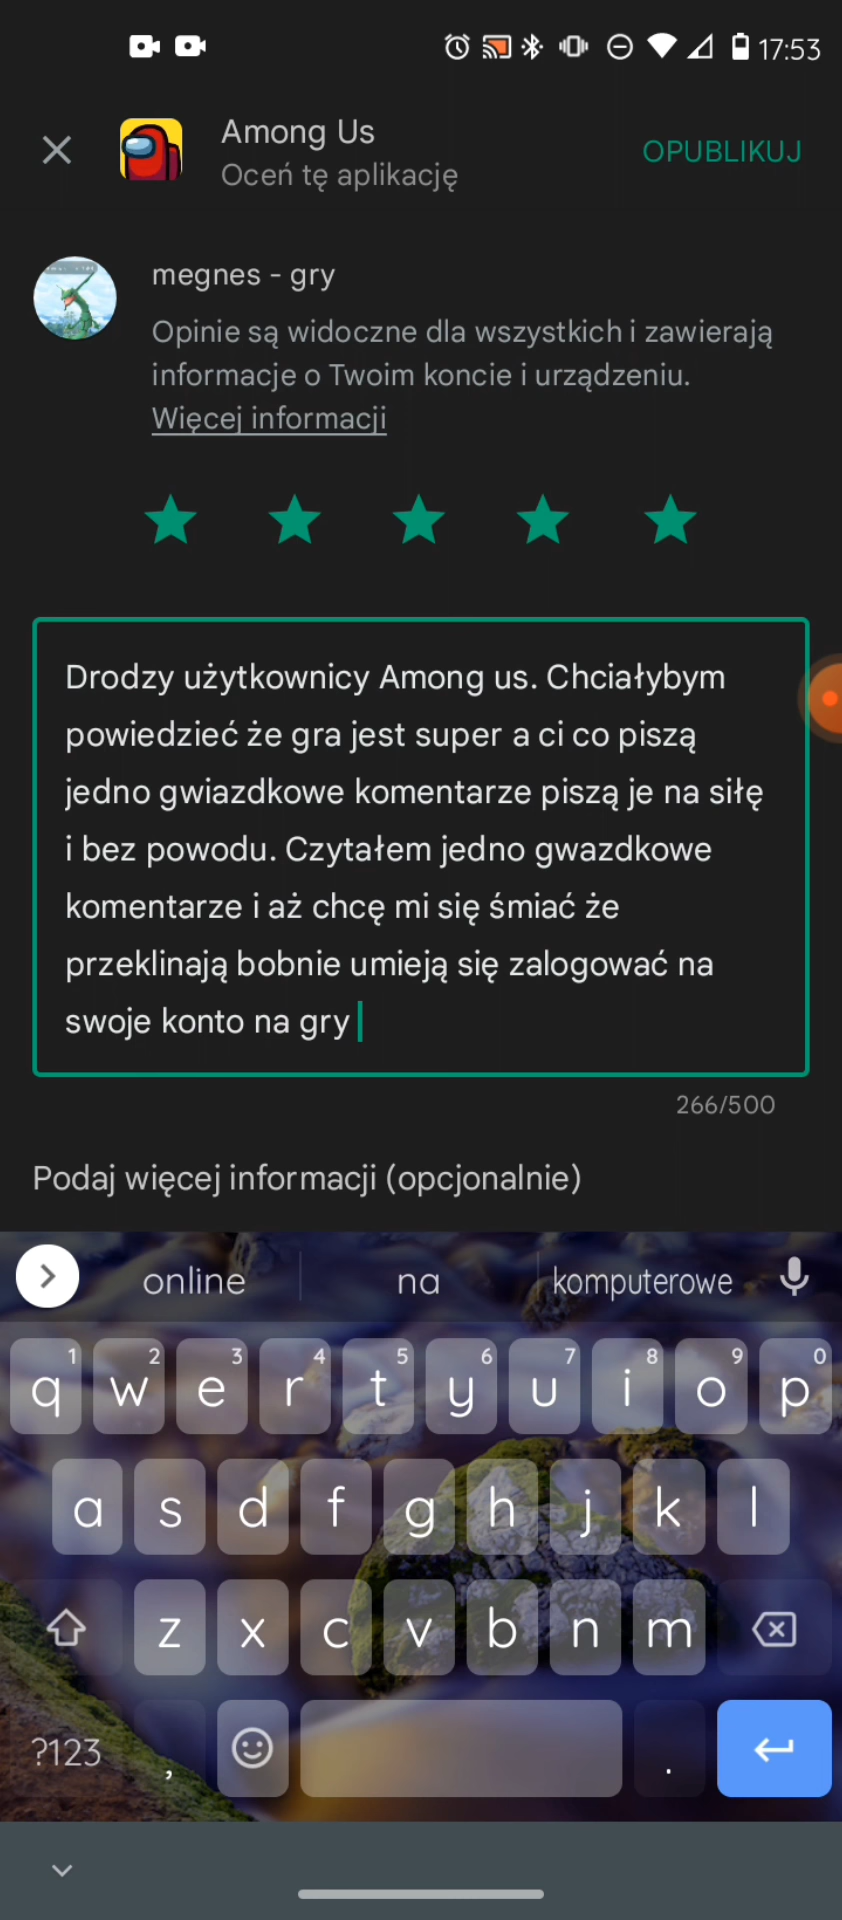 17:53
Among Us
Oceń tę aplikację
OPUBLIKUJ
megnes - gry
Opinie są widoczne dla wszystkich i zawierają
informacje o Twoim koncie i urządzeniu.
Więcej informacji
Drodzy użytkownicy Among us. Chciałybym
powiedzieć że gra jest super a ci co piszą
jedno gwiazdkowe komentarze piszą je na siłę
i bez powodu. Czytałem jedno gwazdkowe
komentarze i aż chcę mi się śmiać że
przeklinają bobnie umieją się zalogować na
swoje konto na gry
266/500
Podaj więcej informacji (opcjonalnie)
online na komputerowe
1 2 3 4 5 6 7 8 9 0
q w e r t y u i o p
a s d f g h j k l
z x c v b n m
?123 , .